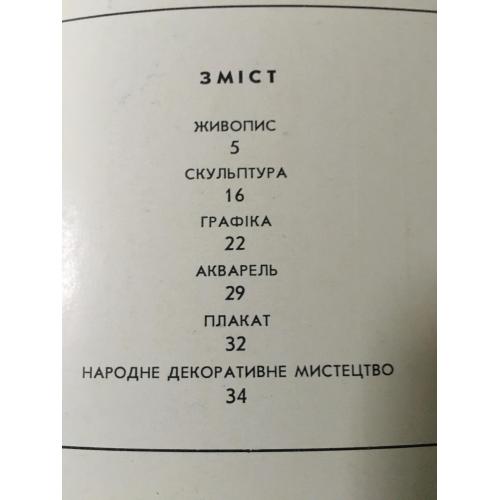 ЗМІСТ
ЖИВОПИС
5
СКУЛЬПТУРА
16
ГРАФІКА
22
АКВАРЕЛЬ
29
ПЛАКАТ
32
НАРОДНЕ ДЕКОРАТИВНЕ МИСТЕЦТВО
34